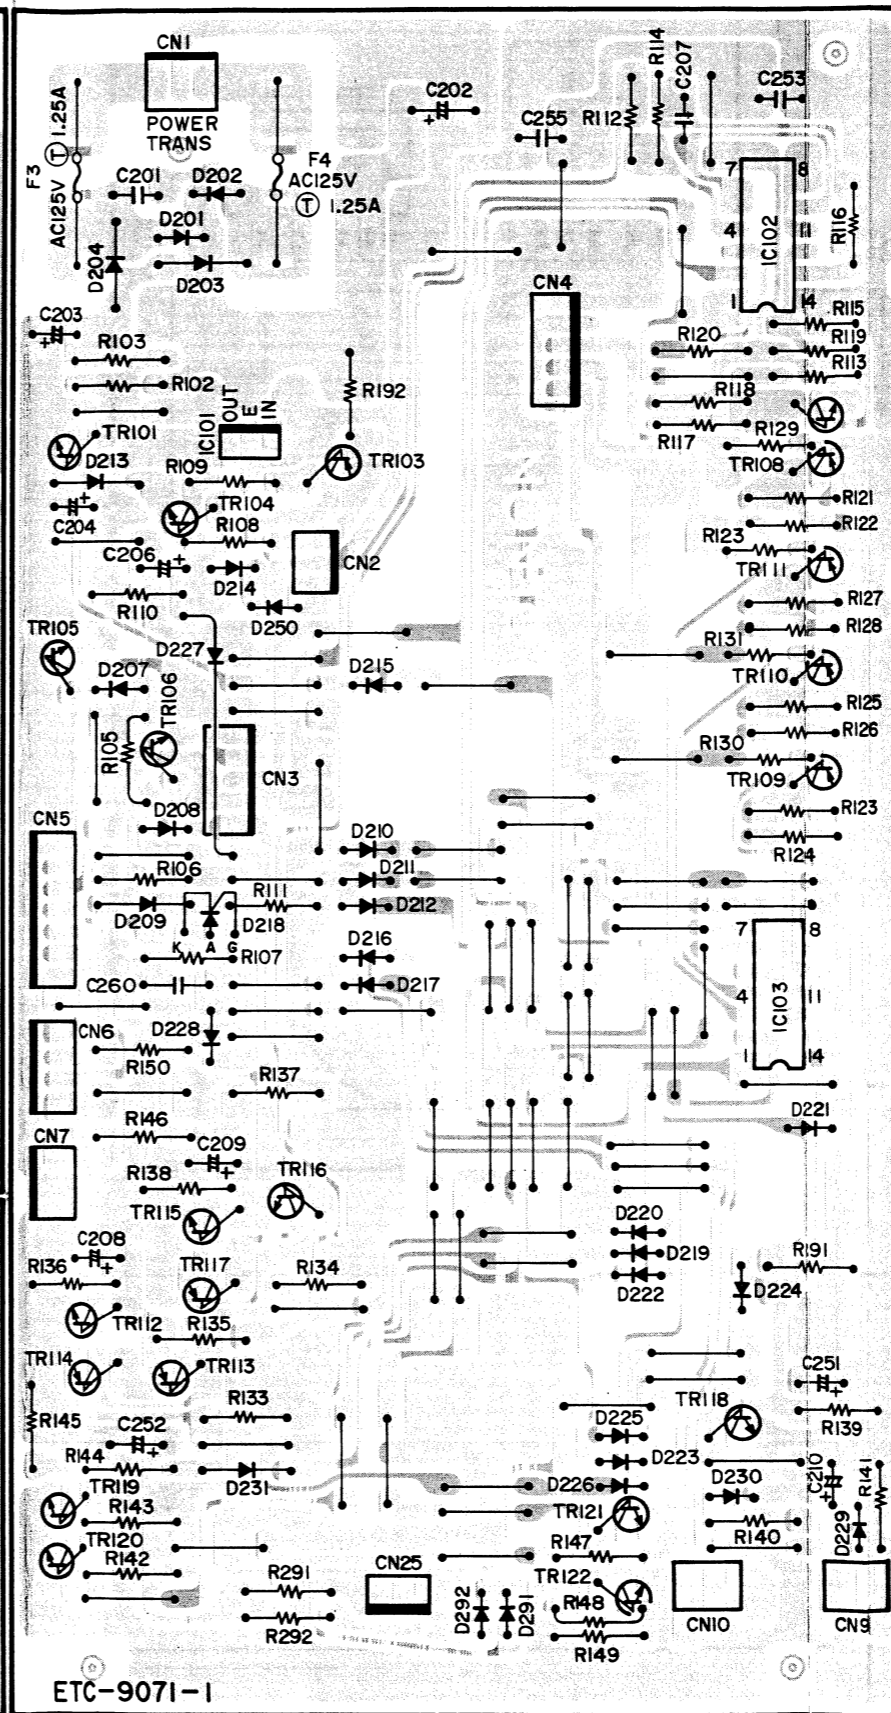 CN1
POWER
TRANS
F3
AC125V Ⓣ 1.25A
F4
AC125V
Ⓣ 1.25A
C202
C255
R112
R114
C207
C253
C201
D202
D201
D204
D203
7
8
4
11
IC102
1
14
R116
CN4
C203
R103
R102
R192
R115
R120
R119
R113
R118
R117
IC101
OUT
E
IN
TR101
D213
C204
R109
TR104
R108
TR103
R129
TR108
R121
R122
C206
D214
CN2
R123
TR111
R110
D250
R127
R128
TR105
D227
R131
TR110
D207
TR106
D215
R125
R126
R105
CN3
R130
TR109
D208
R123
R124
CN5
D210
R106
D211
R111
D209
D218
D212
K
A
G
R107
D216
D217
C260
7
8
4
11
IC103
1
14
CN6
D228
R150
R137
R146
D221
CN7
C209
R138
TR116
TR115
C208
R136
TR117
R134
D220
D219
D222
R191
D224
TR112
R135
TR114
TR113
C251
R133
TR118
R139
R145
C252
D225
R144
D231
D223
D226
D230
C210
R141
TR119
R143
TR121
R140
D229
TR120
R142
R147
R291
CN25
TR122
R292
D292
D291
R148
R149
CN10
CN9
ETC-9071-1